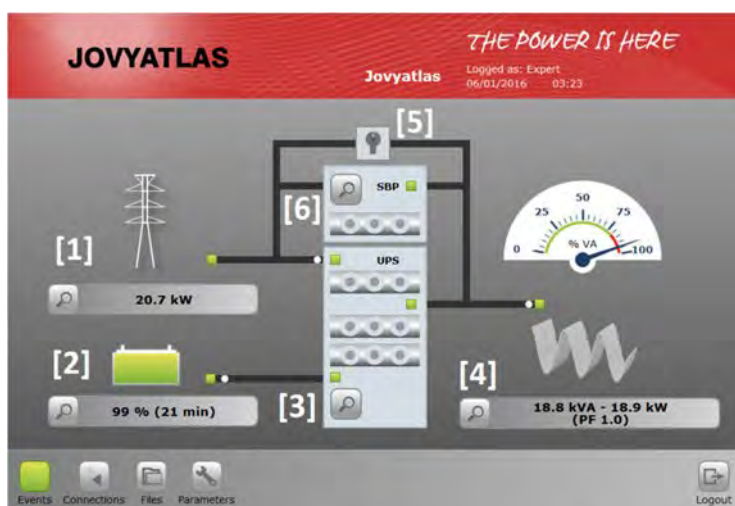 JOVYATLAS
THE POWER IS HERE
Jovyatlas
Logged as: Expert
06/01/2016 03:23
[5]
[6]
SBP
[1]
UPS
20.7 kW
0 25 50 75 100
% VA
[2]
[3]
[4]
99 % (21 min)
18.8 kVA - 18.9 kW
(PF 1.0)
Events Connections Files Parameters
Logout